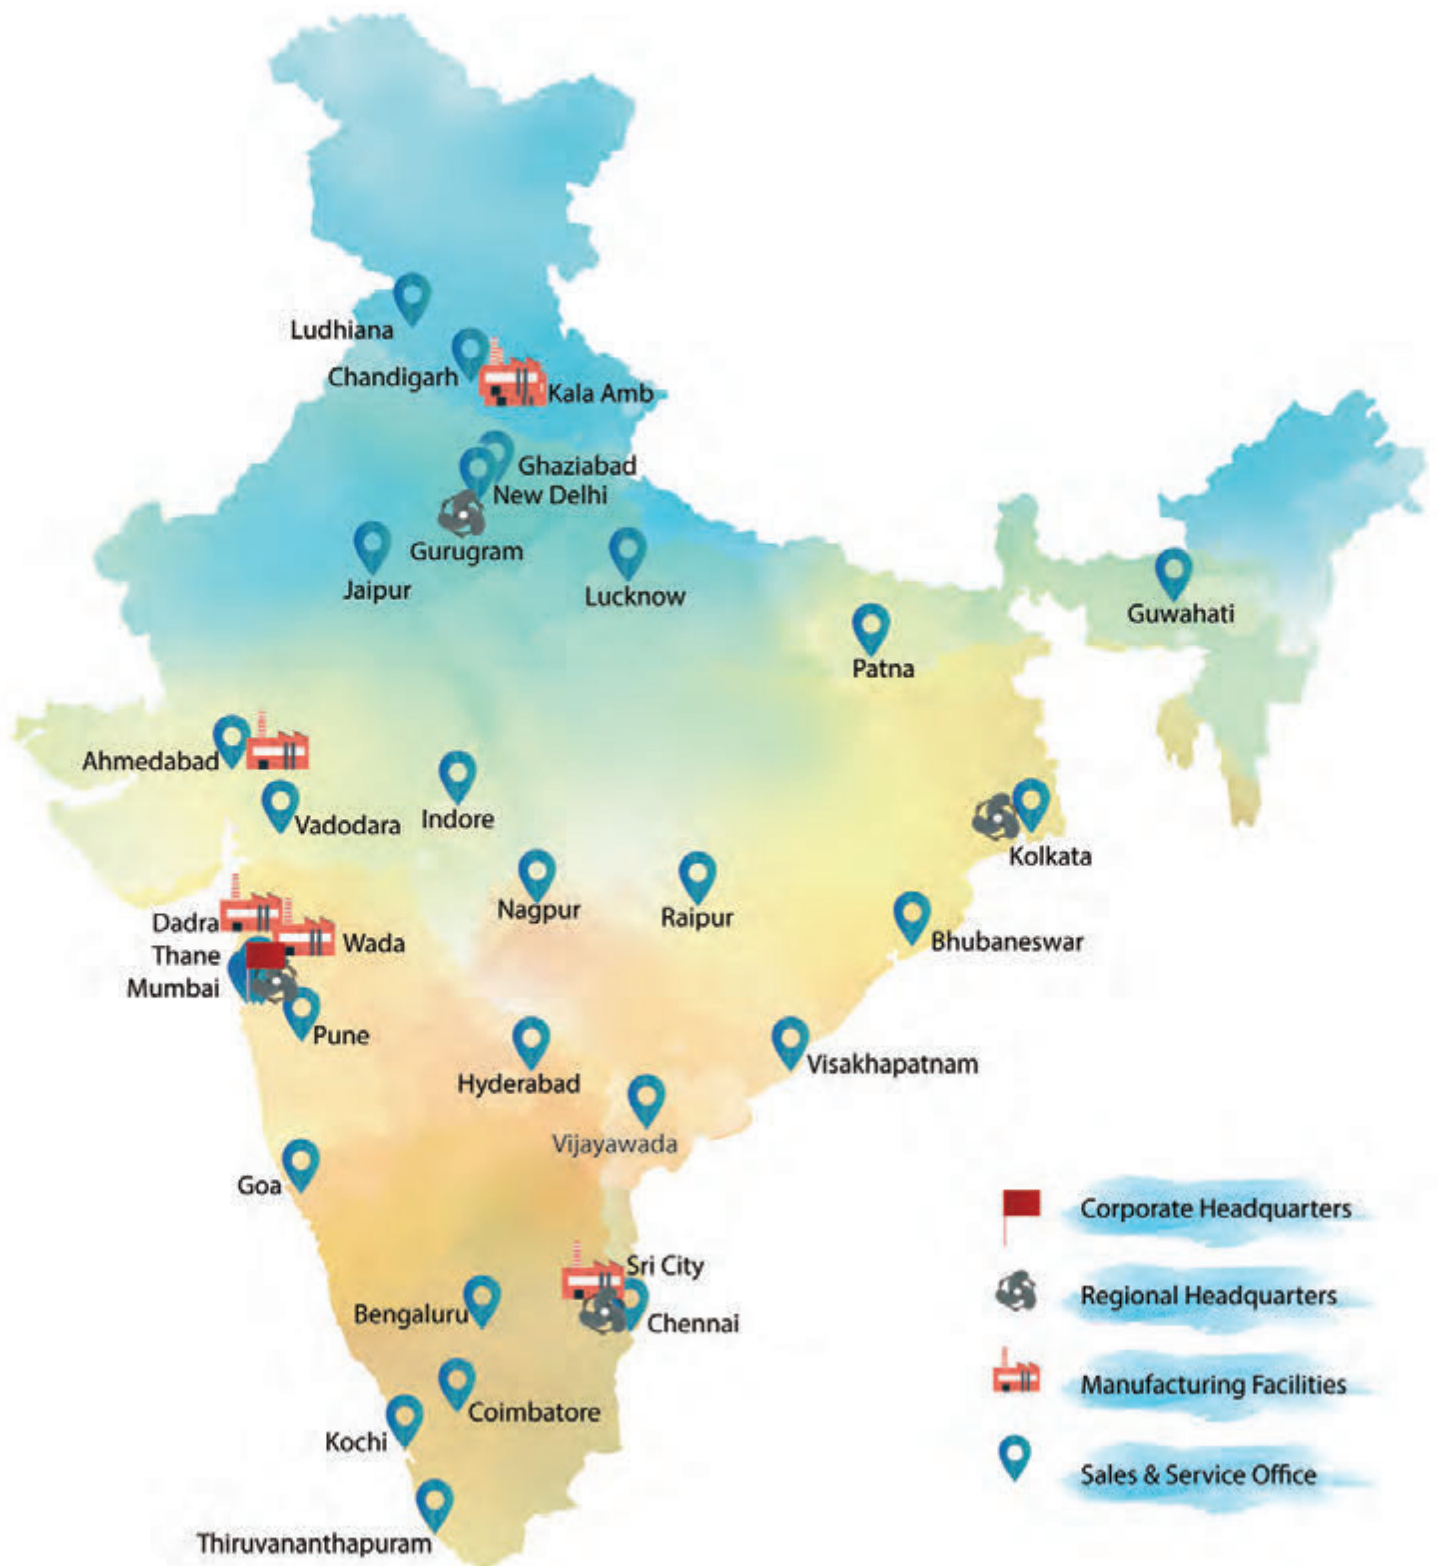 Ludhiana
Chandigarh
Kala Amb
Ghaziabad
New Delhi
Gurugram
Jaipur
Lucknow
Guwahati
Patna
Ahmedabad
Vadodara
Indore
Kolkata
Nagpur
Raipur
Dadra
Wada
Bhubaneswar
Thane
Mumbai
Pune
Visakhapatnam
Hyderabad
Vijayawada
Goa
Corporate Headquarters
Sri City
Regional Headquarters
Bengaluru
Chennai
Manufacturing Facilities
Coimbatore
Kochi
Sales & Service Office
Thiruvananthapuram